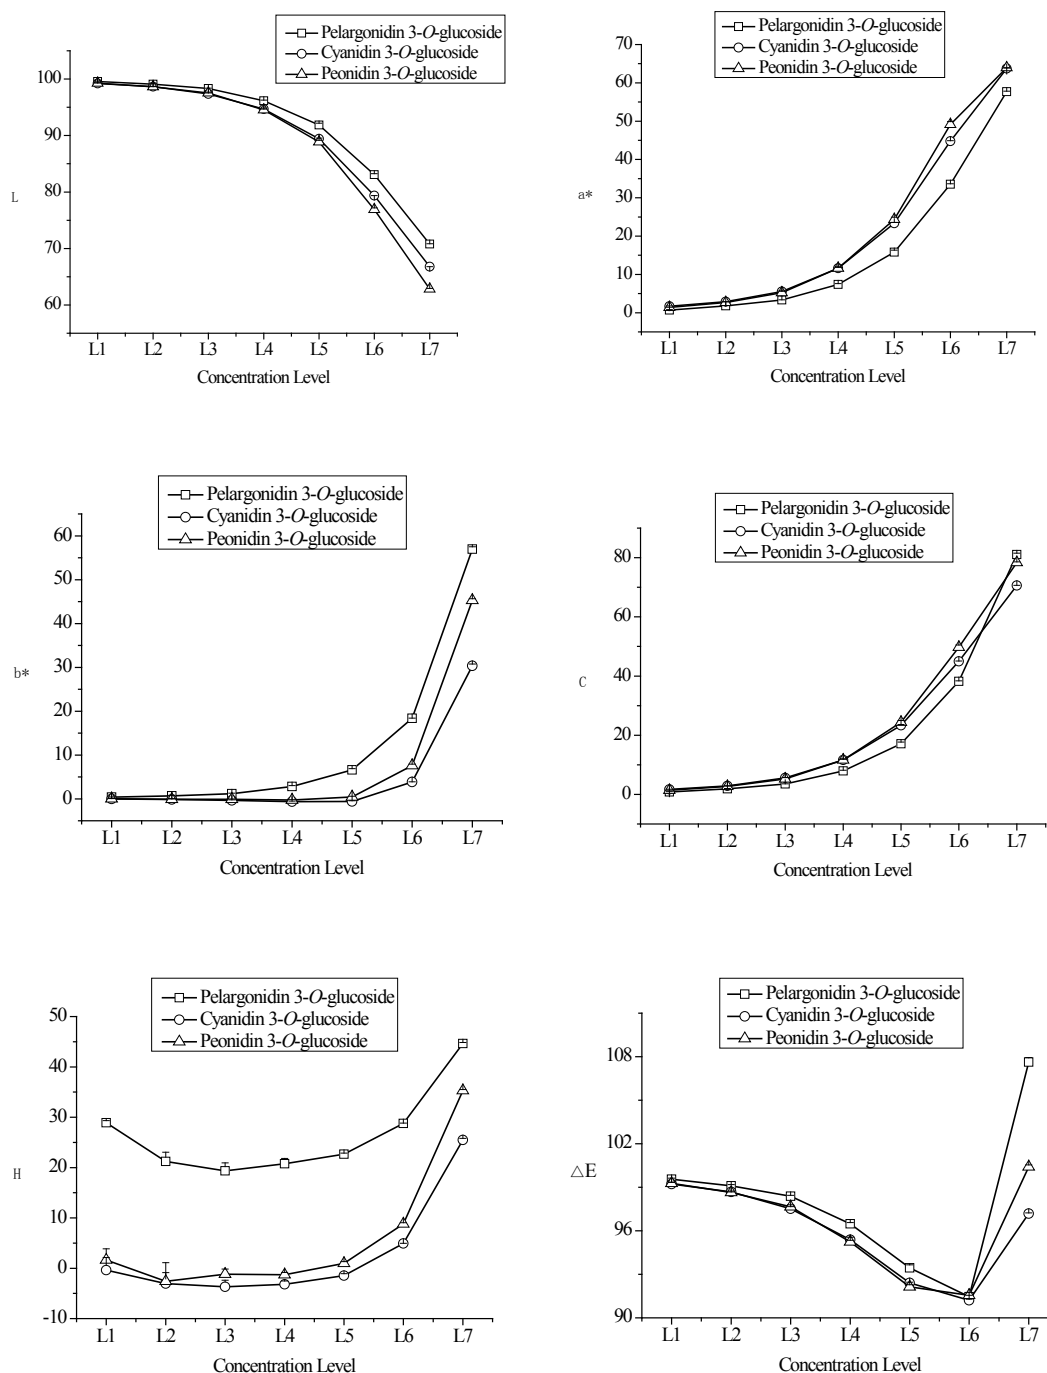 Pelargonidin 3-O-glucoside
Cyanidin 3-O-glucoside
Peonidin 3-O-glucoside
100
90
80
70
60
L
L1 L2 L3 L4 L5 L6 L7
Concentration Level
Pelargonidin 3-O-glucoside
Cyanidin 3-O-glucoside
Peonidin 3-O-glucoside
70
60
50
40
30
20
10
0
a*
L1 L2 L3 L4 L5 L6 L7
Concentration Level
Pelargonidin 3-O-glucoside
Cyanidin 3-O-glucoside
Peonidin 3-O-glucoside
60
50
40
30
20
10
0
b*
L1 L2 L3 L4 L5 L6 L7
Concentration Level
Pelargonidin 3-O-glucoside
Cyanidin 3-O-glucoside
Peonidin 3-O-glucoside
80
60
40
20
0
C
L1 L2 L3 L4 L5 L6 L7
Concentration Level
Pelargonidin 3-O-glucoside
Cyanidin 3-O-glucoside
Peonidin 3-O-glucoside
50
40
30
20
10
0
-10
H
L1 L2 L3 L4 L5 L6 L7
Concentration Level
Pelargonidin 3-O-glucoside
Cyanidin 3-O-glucoside
Peonidin 3-O-glucoside
108
102
96
90
△E
L1 L2 L3 L4 L5 L6 L7
Concentration Level